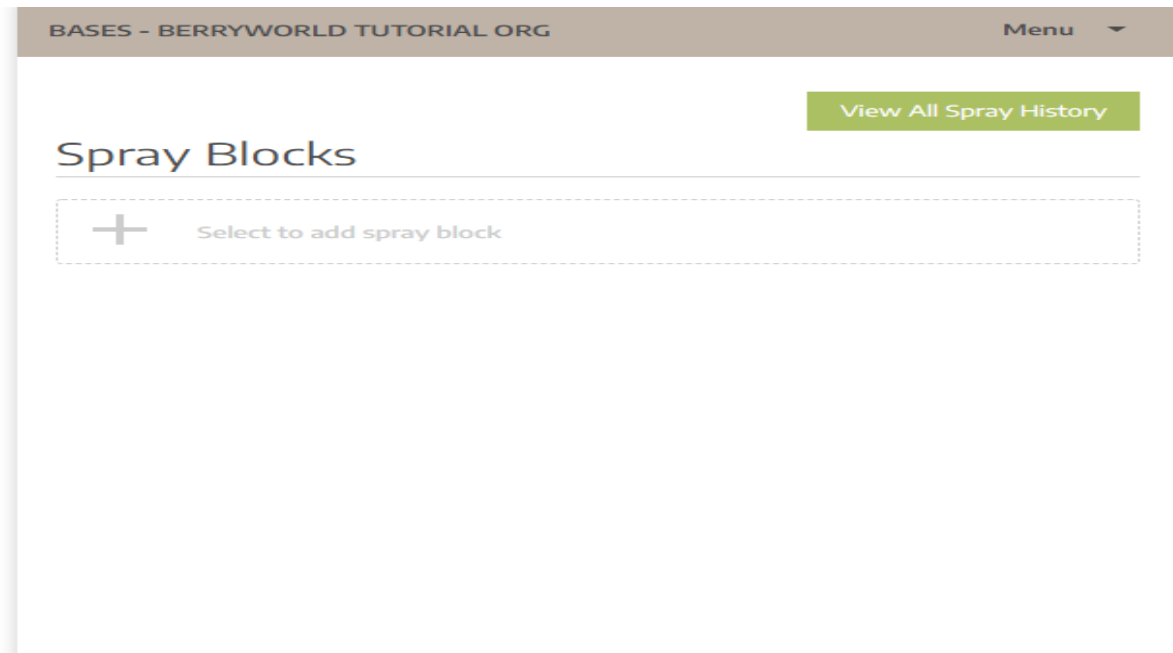 BASES - BERRYWORLD TUTORIAL ORG Menu
View All Spray History
Spray Blocks
Select to add spray block